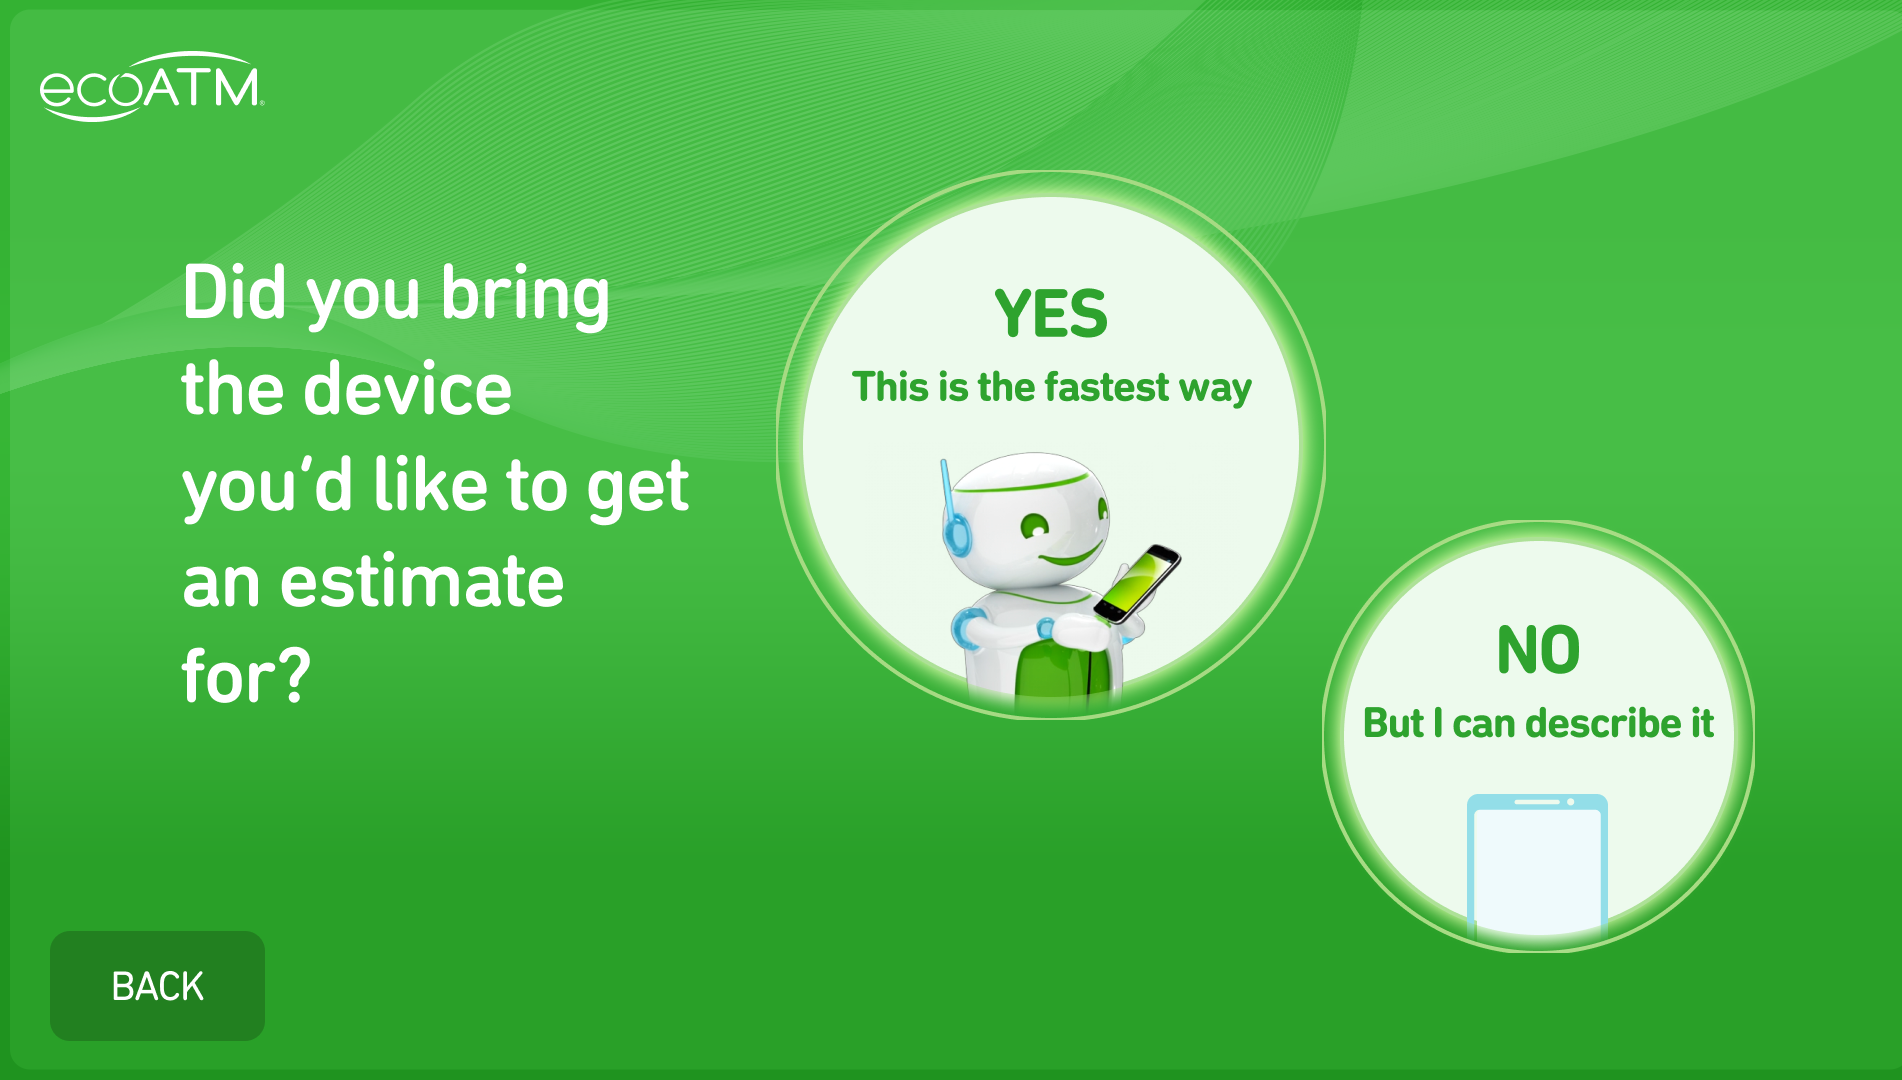 ecoATM®
Did you bring
the device
you'd like to get
an estimate
for?
YES
This is the fastest way
NO
But I can describe it
BACK